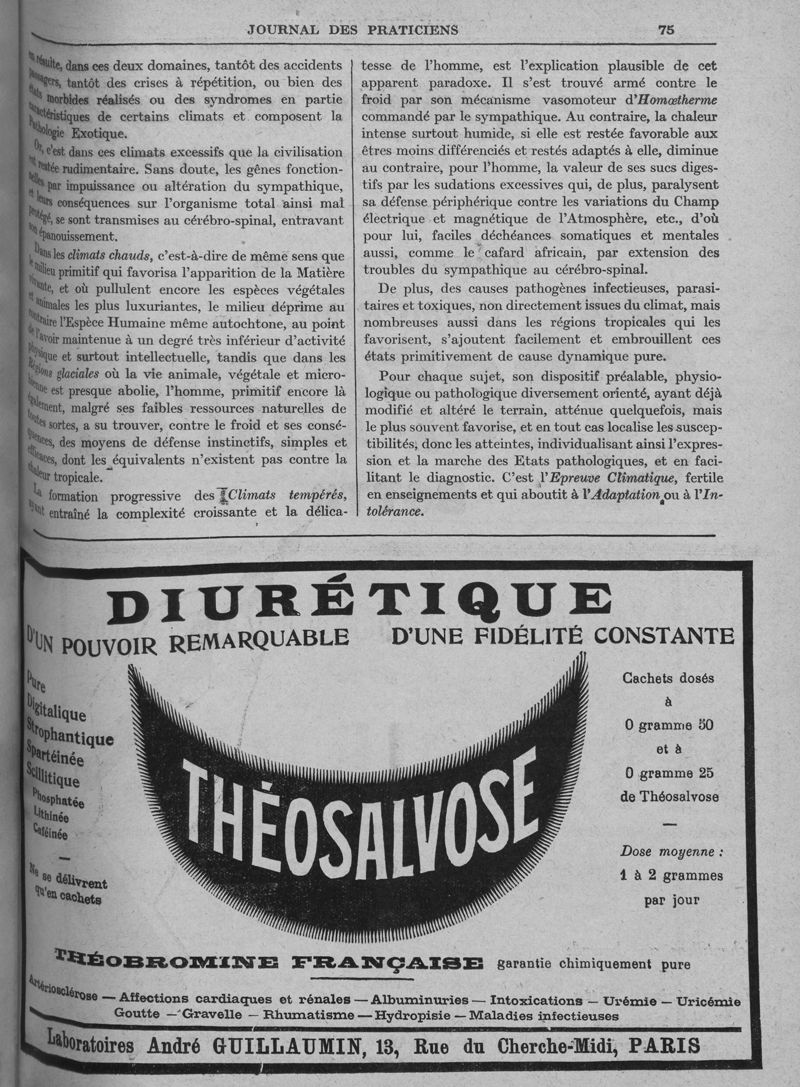 JOURNAL DES PRATICIENS 75
en résulte, dans ces deux domaines, tantôt des accidents
passagers, tantôt des crises à répétition, ou bien des
états morbides réalisés ou des syndromes en partie
caractéristiques de certains climats et composent la
Pathologie Exotique.
Or, c'est dans ces climats excessifs que la civilisation
est restée rudimentaire. Sans doute, les gênes fonction-
nelles par impuissance ou altération du sympathique,
et leurs conséquences sur l'organisme total ainsi mal
protégé, se sont transmises au cérébro-spinal, entravant
son épanouissement.
Dans les climats chauds, c'est-à-dire de même sens que
le milieu primitif qui favorisa l'apparition de la Matière
vivante, et où pullulent encore les espèces végétales
et animales les plus luxuriantes, le milieu déprime au
contraire l'Espèce Humaine même autochtone, au point
de l'avoir maintenue à un degré très inférieur d'activité
physique et surtout intellectuelle, tandis que dans les
Régions glaciales où la vie animale, végétale et micro-
bienne est presque abolie, l'homme, primitif encore là
également, malgré ses faibles ressources naturelles de
toutes sortes, a su trouver, contre le froid et ses consé-
quences, des moyens de défense instinctifs, simples et
efficaces, dont les équivalents n'existent pas contre la
chaleur tropicale.
La formation progressive des Climats tempérés,
ayant entraîné la complexité croissante et la délica-
tesse de l'homme, est l'explication plausible de cet
apparent paradoxe. Il s'est trouvé armé contre le
froid par son mécanisme vasomoteur d'Homœtherme
commandé par le sympathique. Au contraire, la chaleur
intense surtout humide, si elle est restée favorable aux
êtres moins différenciés et restés adaptés à elle, diminue
au contraire, pour l'homme, la valeur de ses sucs diges-
tifs par les sudations excessives qui, de plus, paralysent
sa défense périphérique contre les variations du Champ
électrique et magnétique de l'Atmosphère, etc., d'où
pour lui, faciles déchéances somatiques et mentales
aussi, comme le cafard africain, par extension des
troubles du sympathique au cérébro-spinal.
De plus, des causes pathogènes infectieuses, parasi-
taires et toxiques, non directement issues du climat, mais
nombreuses aussi dans les régions tropicales qui les
favorisent, s'ajoutent facilement et embrouillent ces
états primitivement de cause dynamique pure.
Pour chaque sujet, son dispositif préalable, physio-
logique ou pathologique diversement orienté, ayant déjà
modifié et altéré le terrain, atténue quelquefois, mais
le plus souvent favorise, et en tout cas localise les suscep-
tibilités, donc les atteintes, individualisant ainsi l'expres-
sion et la marche des Etats pathologiques, et en faci-
litant le diagnostic. C'est l'Epreuve Climatique, fertile
en enseignements et qui aboutit à l'Adaptation ou à l'In-
tolérance.
DIURÉTIQUE
D'UN POUVOIR REMARQUABLE D'UNE FIDÉLITÉ CONSTANTE
Pure
Digitalique
Strophantique
Spartéinée
Scillitique
Phosphatée
Lithinée
Caféinée
—
Ne se délivrent
qu'en cachets
THÉOSALVOSE
Cachets dosés
à
0 gramme 50
et à
0 gramme 25
de Théosalvose
—
Dose moyenne :
1 à 2 grammes
par jour
THÉOBROMINE FRANÇAISE garantie chimiquement pure
Artériosclérose — Affections cardiaques et rénales — Albuminuries — Intoxications — Urémie — Uricémie
Goutte — Gravelle — Rhumatisme — Hydropisie — Maladies infectieuses
Laboratoires André GUILLAUMIN, 13, Rue du Cherche-Midi, PARIS